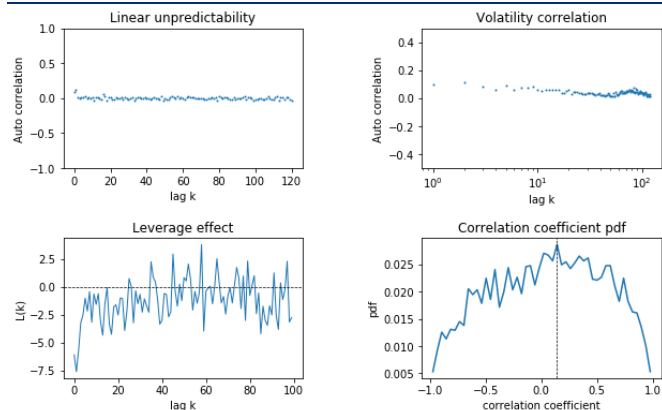 Linear unpredictability
1.0
0.5
0.0
−0.5
−1.0
Auto correlation
0 20 40 60 80 100 120
lag k
Volatility correlation
0.4
0.2
0.0
−0.2
−0.4
Auto correlation
10⁰ 10¹ 10²
lag k
Leverage effect
2.5
0.0
−2.5
−5.0
−7.5
L(k)
0 20 40 60 80 100
lag k
Correlation coefficient pdf
0.025
0.020
0.015
0.010
0.005
pdf
−1.0 −0.5 0.0 0.5 1.0
correlation coefficient